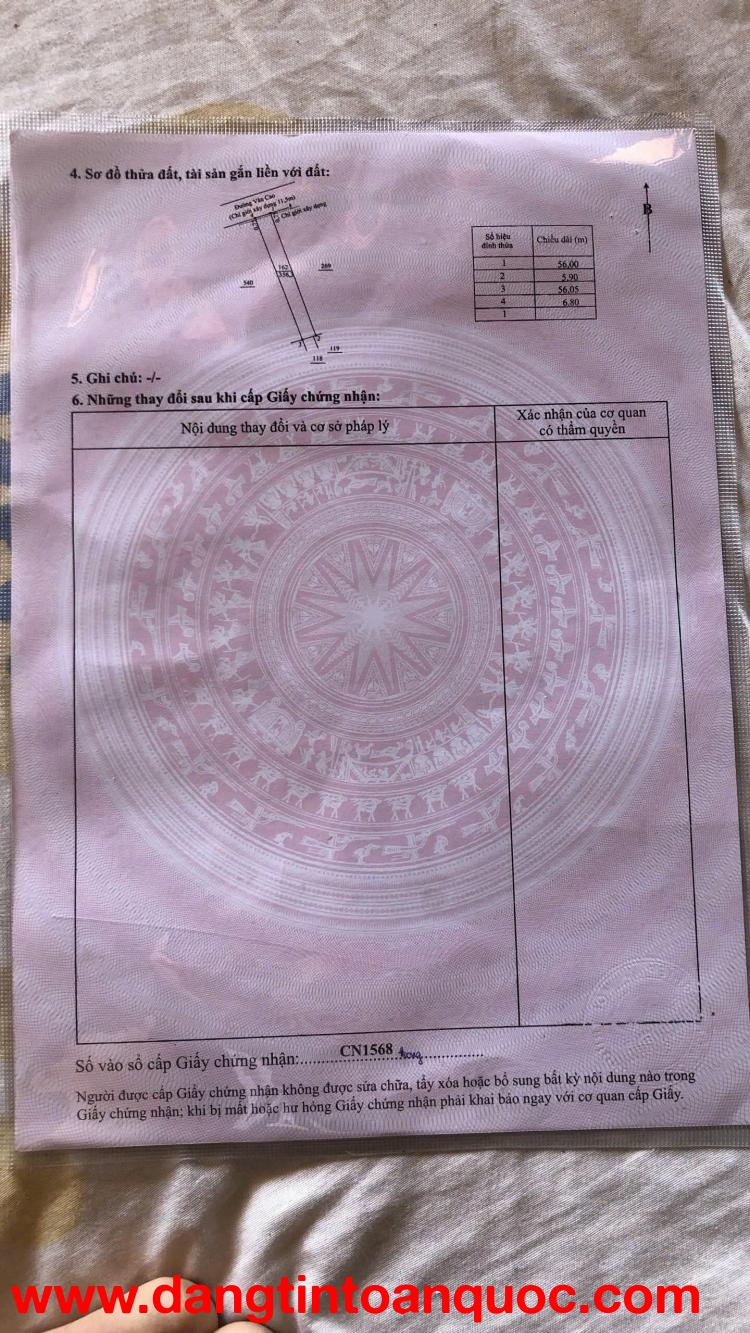 4. Sơ đồ thửa đất, tài sản gắn liền với đất:
Đường Văn Cao
(Chỉ giới xây dựng 11.5m)
Chỉ giới xây dựng
B
Số hiệu đỉnh thửa Chiều dài (m)
1 56.00
2 5.90
3 56.05
4 6.80
1
162
269
540
3 2
119
118
5. Ghi chú: -/-
6. Những thay đổi sau khi cấp Giấy chứng nhận:
Nội dung thay đổi và cơ sở pháp lý
Xác nhận của cơ quan
có thẩm quyền
Số vào sổ cấp Giấy chứng nhận: CN1568
Người được cấp Giấy chứng nhận không được sửa chữa, tẩy xóa hoặc bổ sung bất kỳ nội dung nào trong
Giấy chứng nhận; khi bị mất hoặc hư hỏng Giấy chứng nhận phải khai báo ngay với cơ quan cấp Giấy.
www.dangtintoanquoc.com